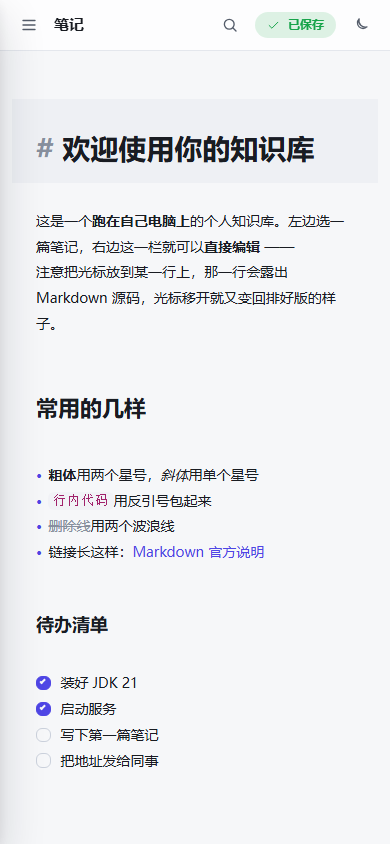 笔记
已保存
# 欢迎使用你的知识库
这是一个跑在自己电脑上的个人知识库。左边选一
篇笔记，右边这一栏就可以直接编辑 ——
注意把光标放到某一行上，那一行会露出
Markdown 源码，光标移开就又变回排好版的样
子。
常用的几样
• 粗体用两个星号，斜体用单个星号
• 行内代码 用反引号包起来
• 删除线用两个波浪线
• 链接长这样：Markdown 官方说明
待办清单
装好 JDK 21
启动服务
写下第一篇笔记
把地址发给同事